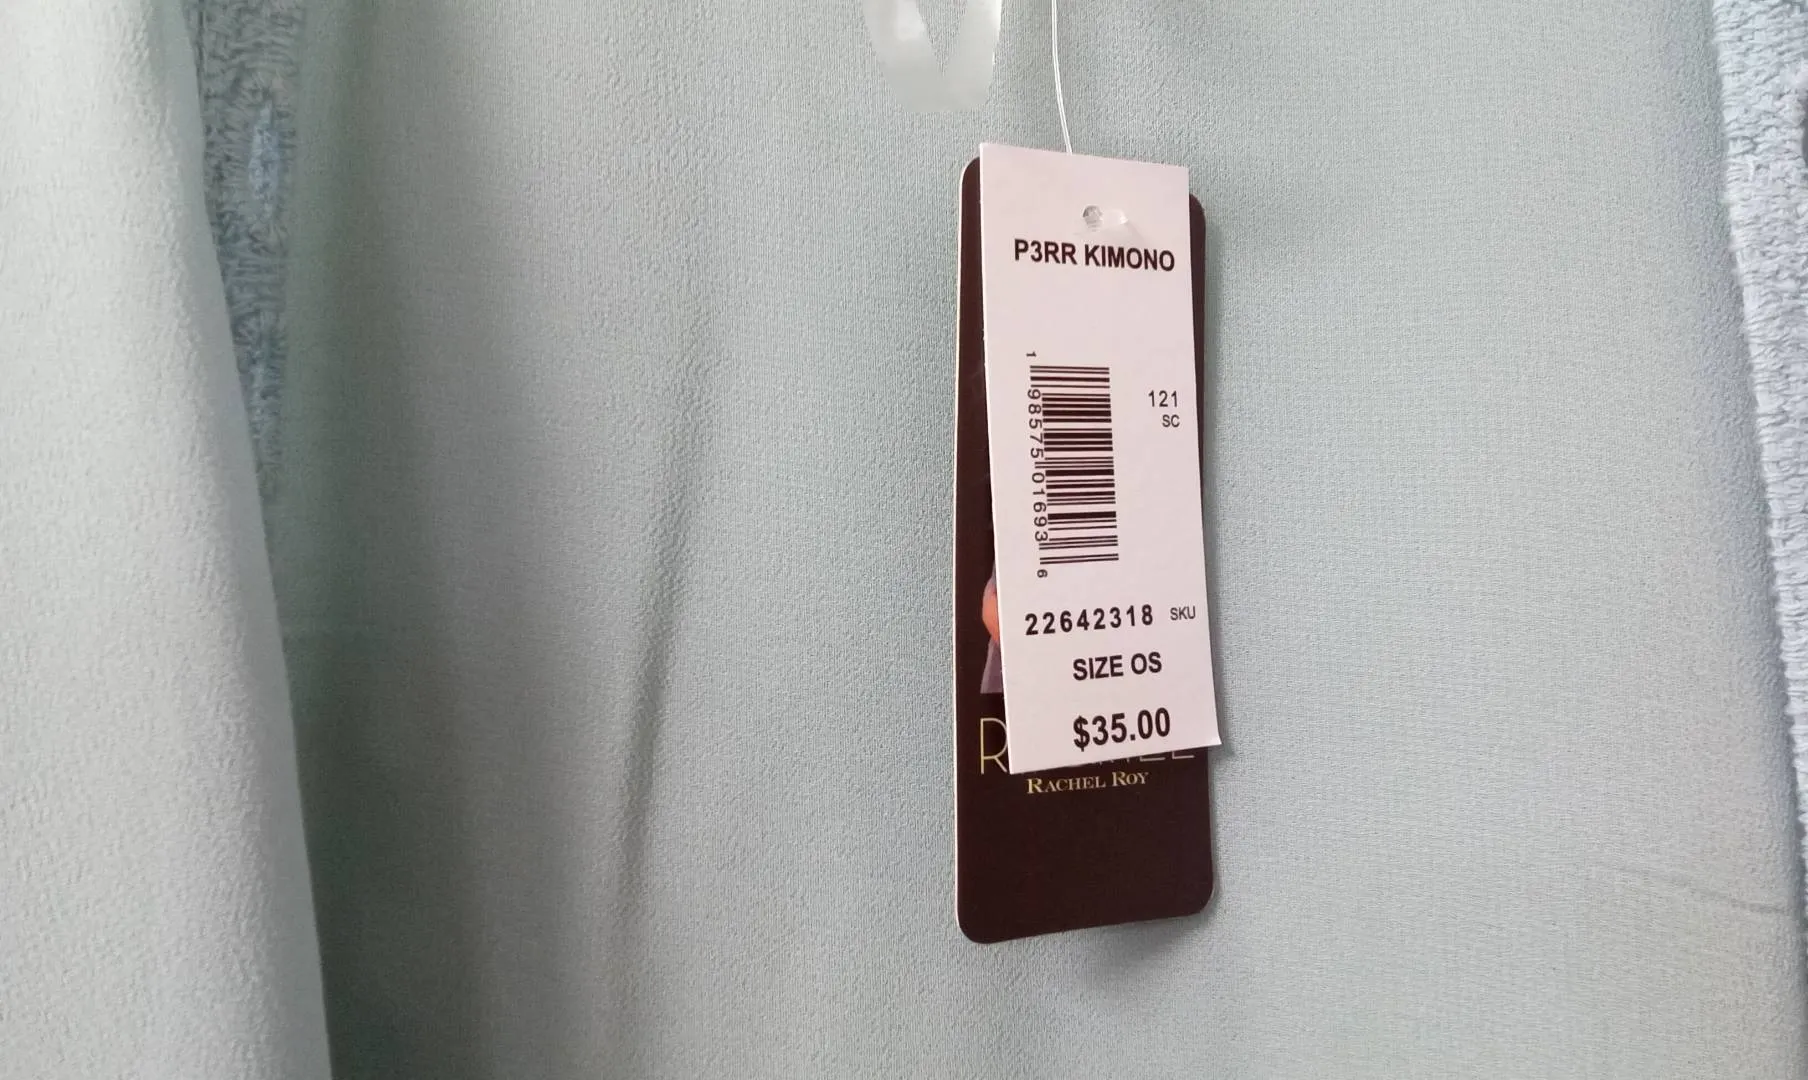 P3RR KIMONO
121
SC
1 98575 01693 6
22642318 SKU
SIZE OS
$35.00
RACHEL ROY